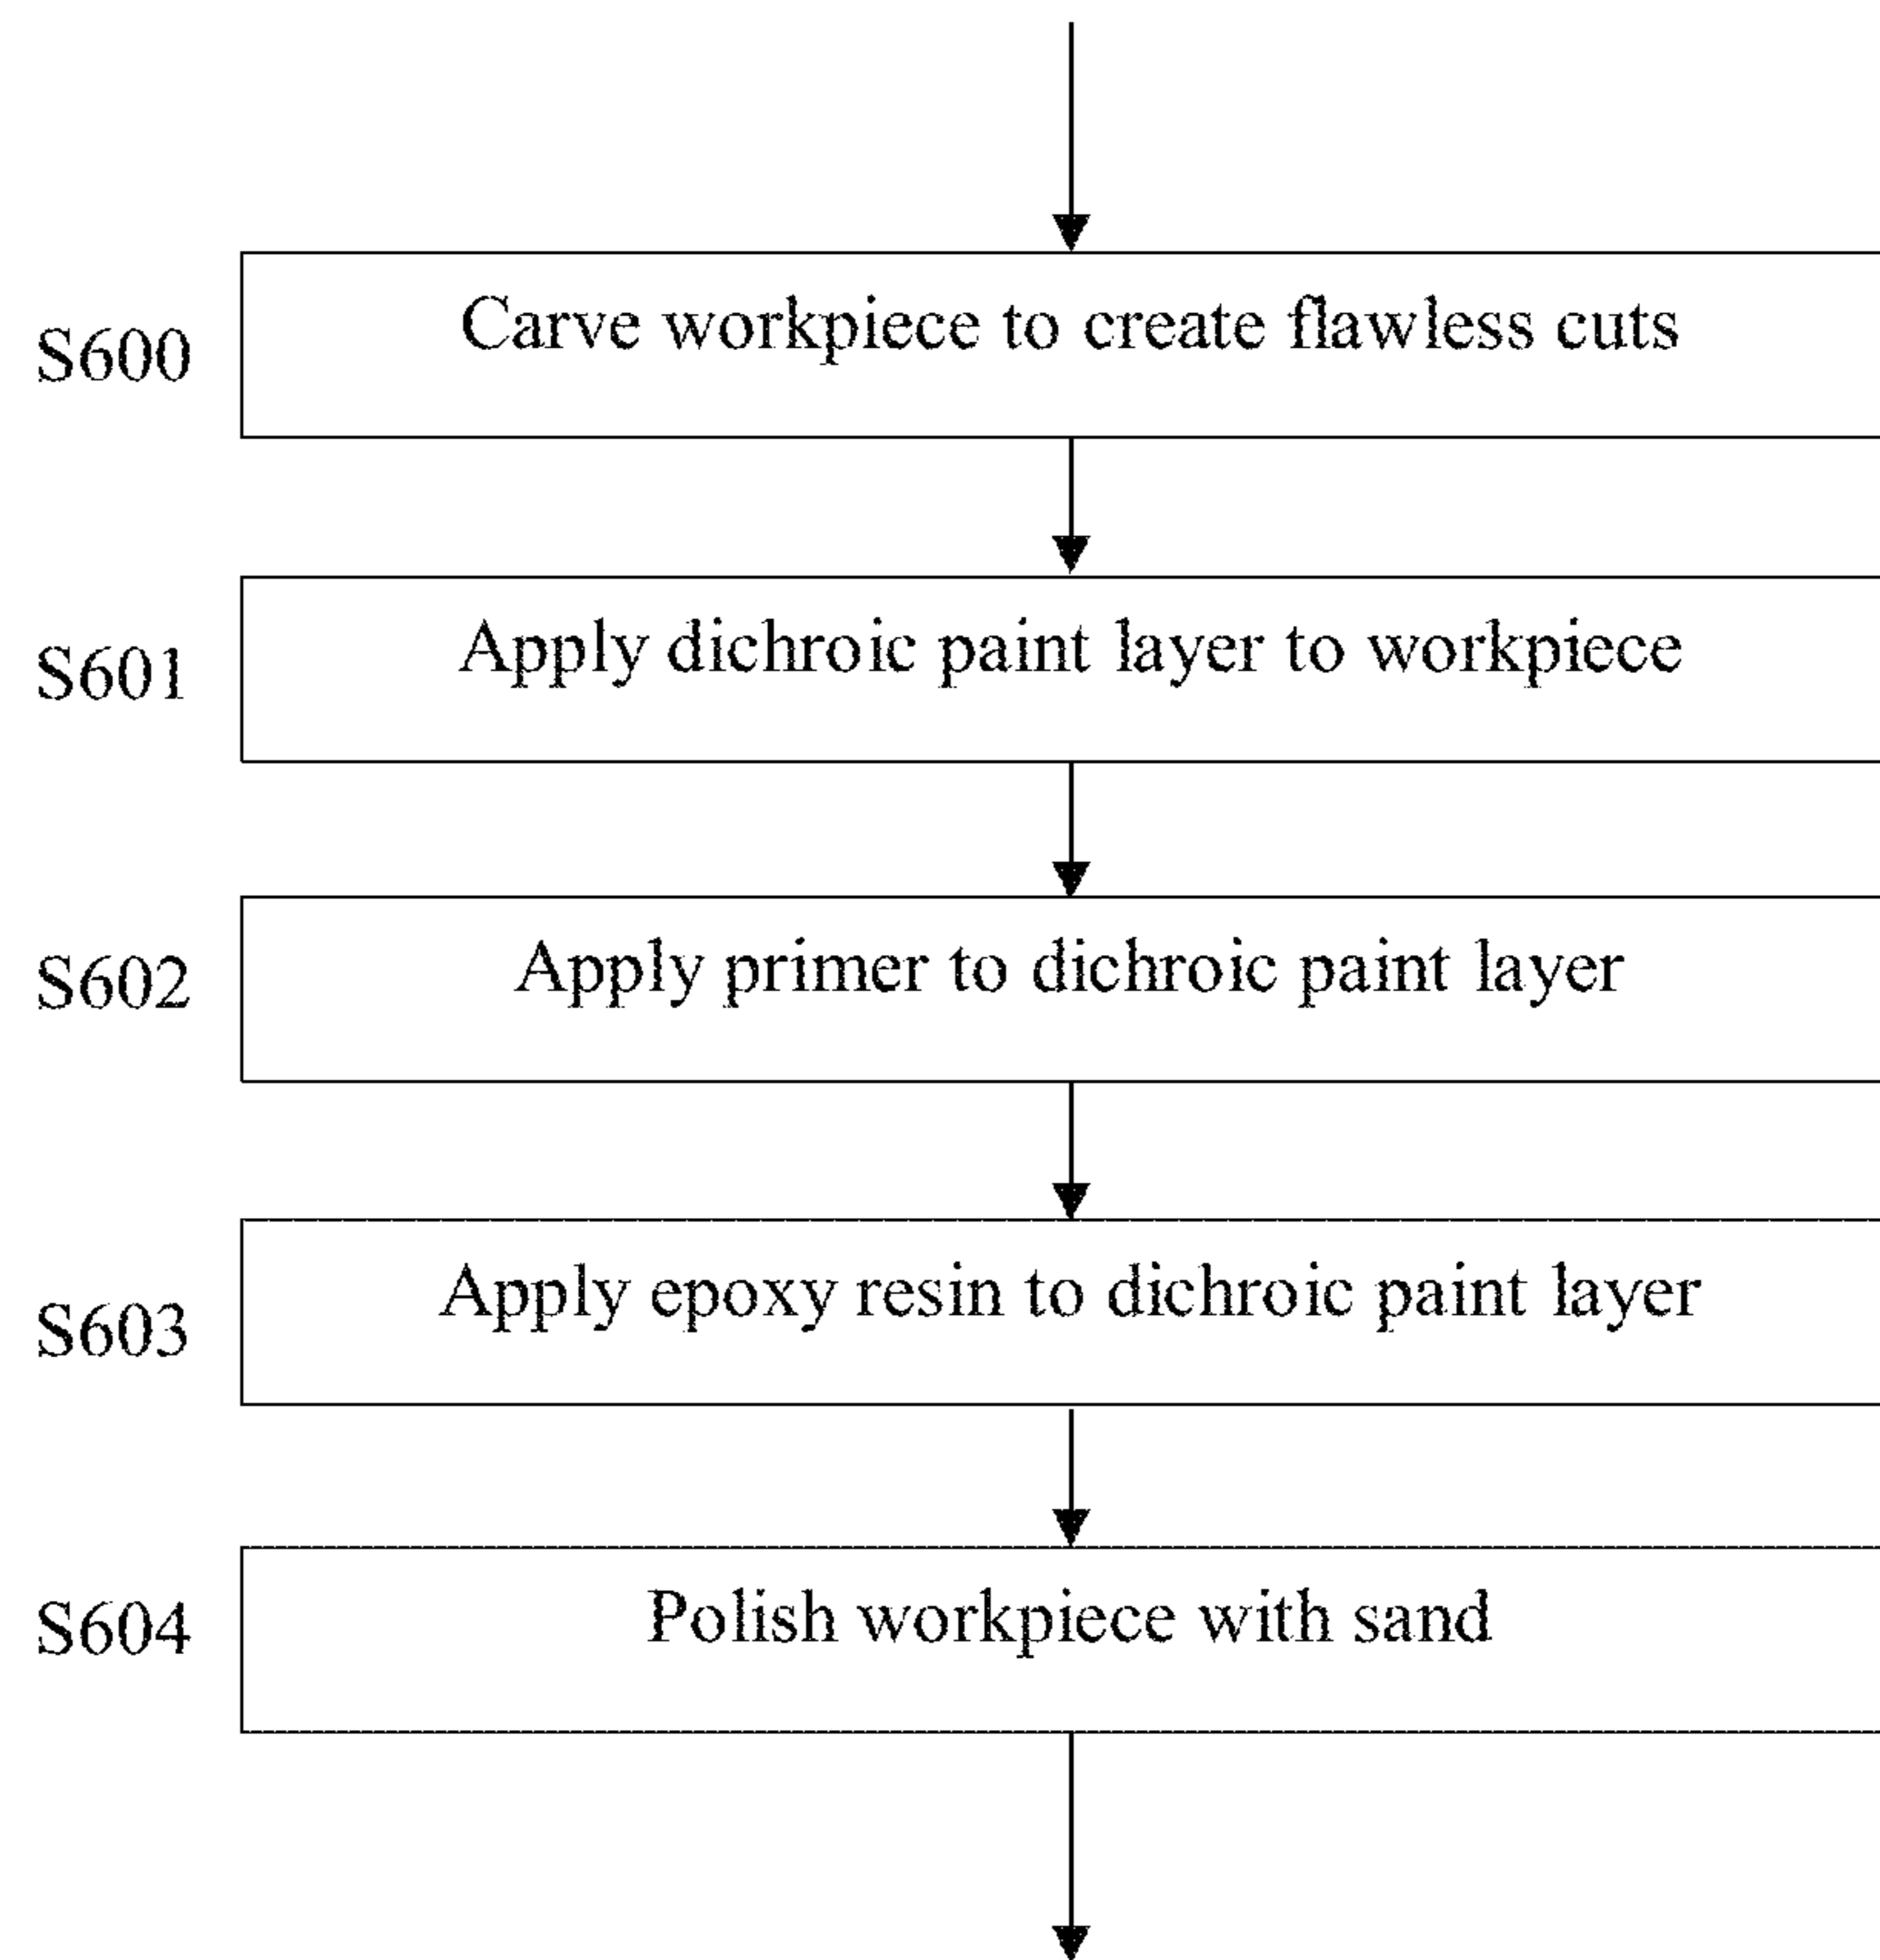 S600 Carve workpiece to create flawless cuts
S601 Apply dichroic paint layer to workpiece
S602 Apply primer to dichroic paint layer
S603 Apply epoxy resin to dichroic paint layer
S604 Polish workpiece with sand